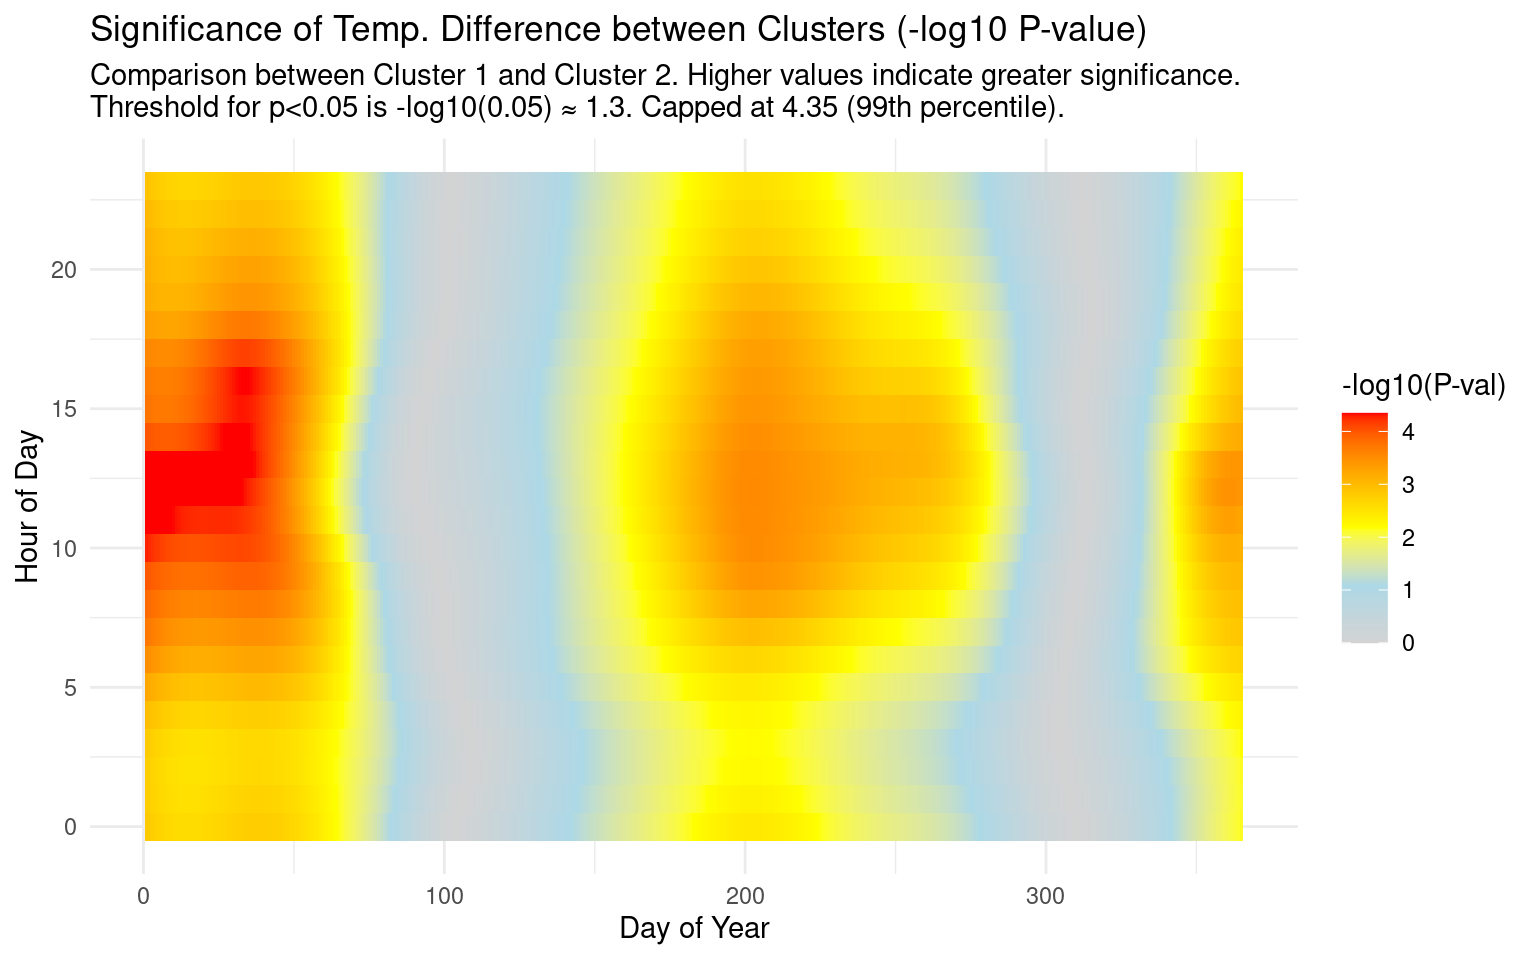 Significance of Temp. Difference between Clusters (-log10 P-value)
Comparison between Cluster 1 and Cluster 2. Higher values indicate greater significance.
Threshold for p<0.05 is -log10(0.05) ≈ 1.3. Capped at 4.35 (99th percentile).
20
15
10
5
0
Hour of Day
0
100
200
300
Day of Year
-log10(P-val)
4
3
2
1
0